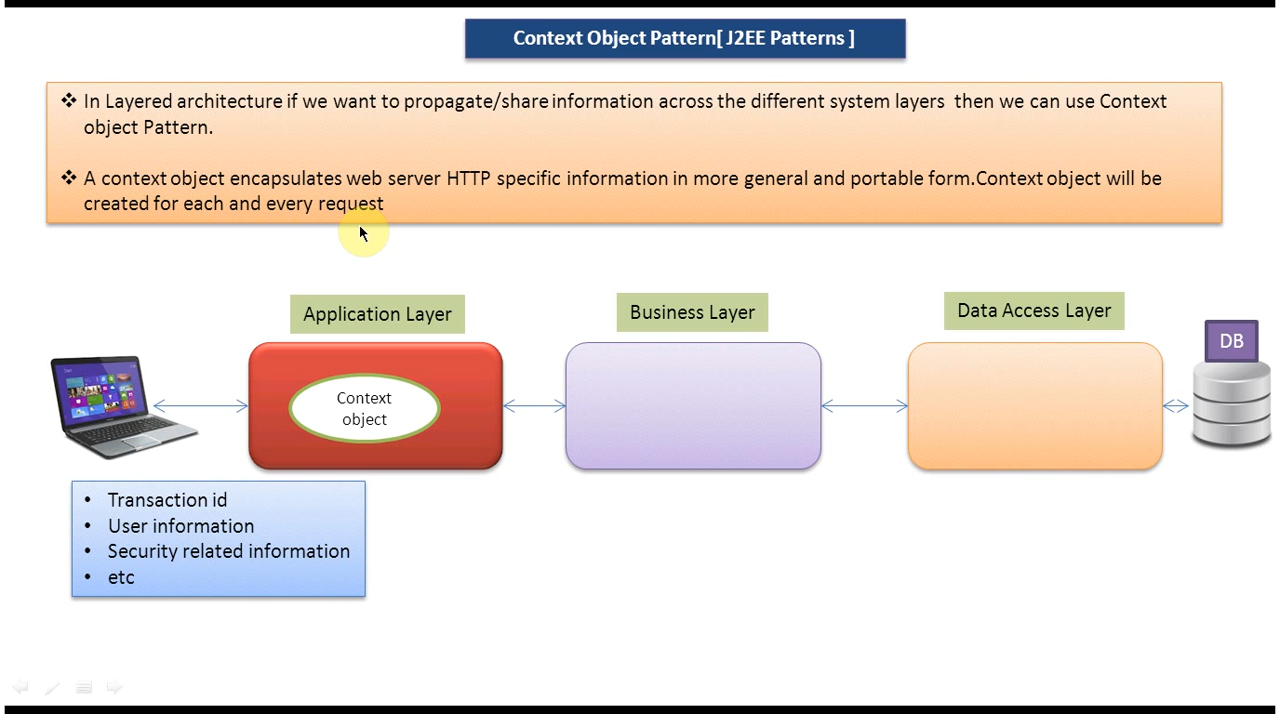 Context Object Pattern[ J2EE Patterns ]
❖ In Layered architecture if we want to propagate/share information across the different system layers then we can use Context
object Pattern.
❖ A context object encapsulates web server HTTP specific information in more general and portable form.Context object will be
created for each and every request
Application Layer
Business Layer
Data Access Layer
DB
Context
object
• Transaction id
• User information
• Security related information
• etc